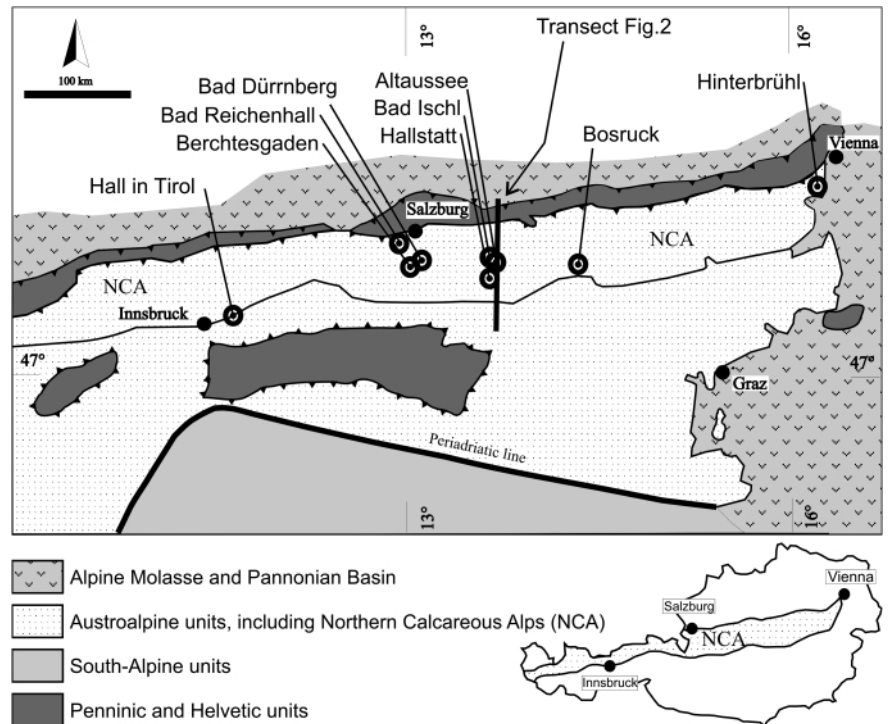 13°
16°
Transect Fig.2
100 km
Bad Dürrnberg
Bad Reichenhall
Berchtesgaden
Altaussee
Bad Ischl
Hallstatt
Hinterbrühl
Bosruck
Vienna
Hall in Tirol
Salzburg
NCA
NCA
Innsbruck
47°
47°
Graz
Periadriatic line
13°
16°
Alpine Molasse and Pannonian Basin
Austroalpine units, including Northern Calcareous Alps (NCA)
South-Alpine units
Penninic and Helvetic units
Vienna
Salzburg
NCA
Innsbruck